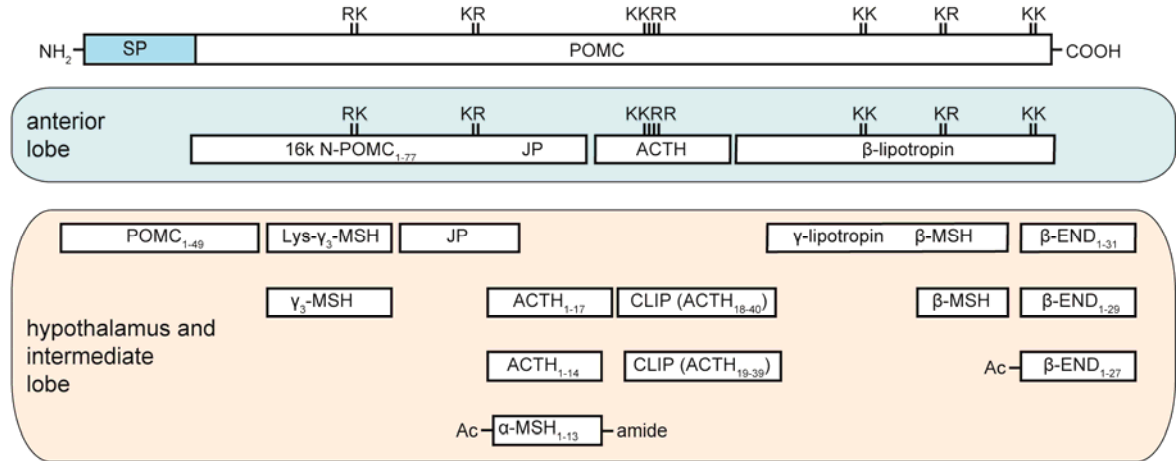 RK KR KKRR KK KR KK
NH₂ SP POMC COOH
anterior
lobe
RK KR KKRR KK KR KK
16k N-POMC₁₋₇₇ JP ACTH β-lipotropin
POMC₁₋₄₉ Lys-γ₃-MSH JP γ-lipotropin β-MSH β-END₁₋₃₁
γ₃-MSH ACTH₁₋₁₇ CLIP (ACTH₁₈₋₄₀) β-MSH β-END₁₋₂₉
hypothalamus and
intermediate
lobe
ACTH₁₋₁₄ CLIP (ACTH₁₉₋₃₉) Ac β-END₁₋₂₇
Ac α-MSH₁₋₁₃ amide